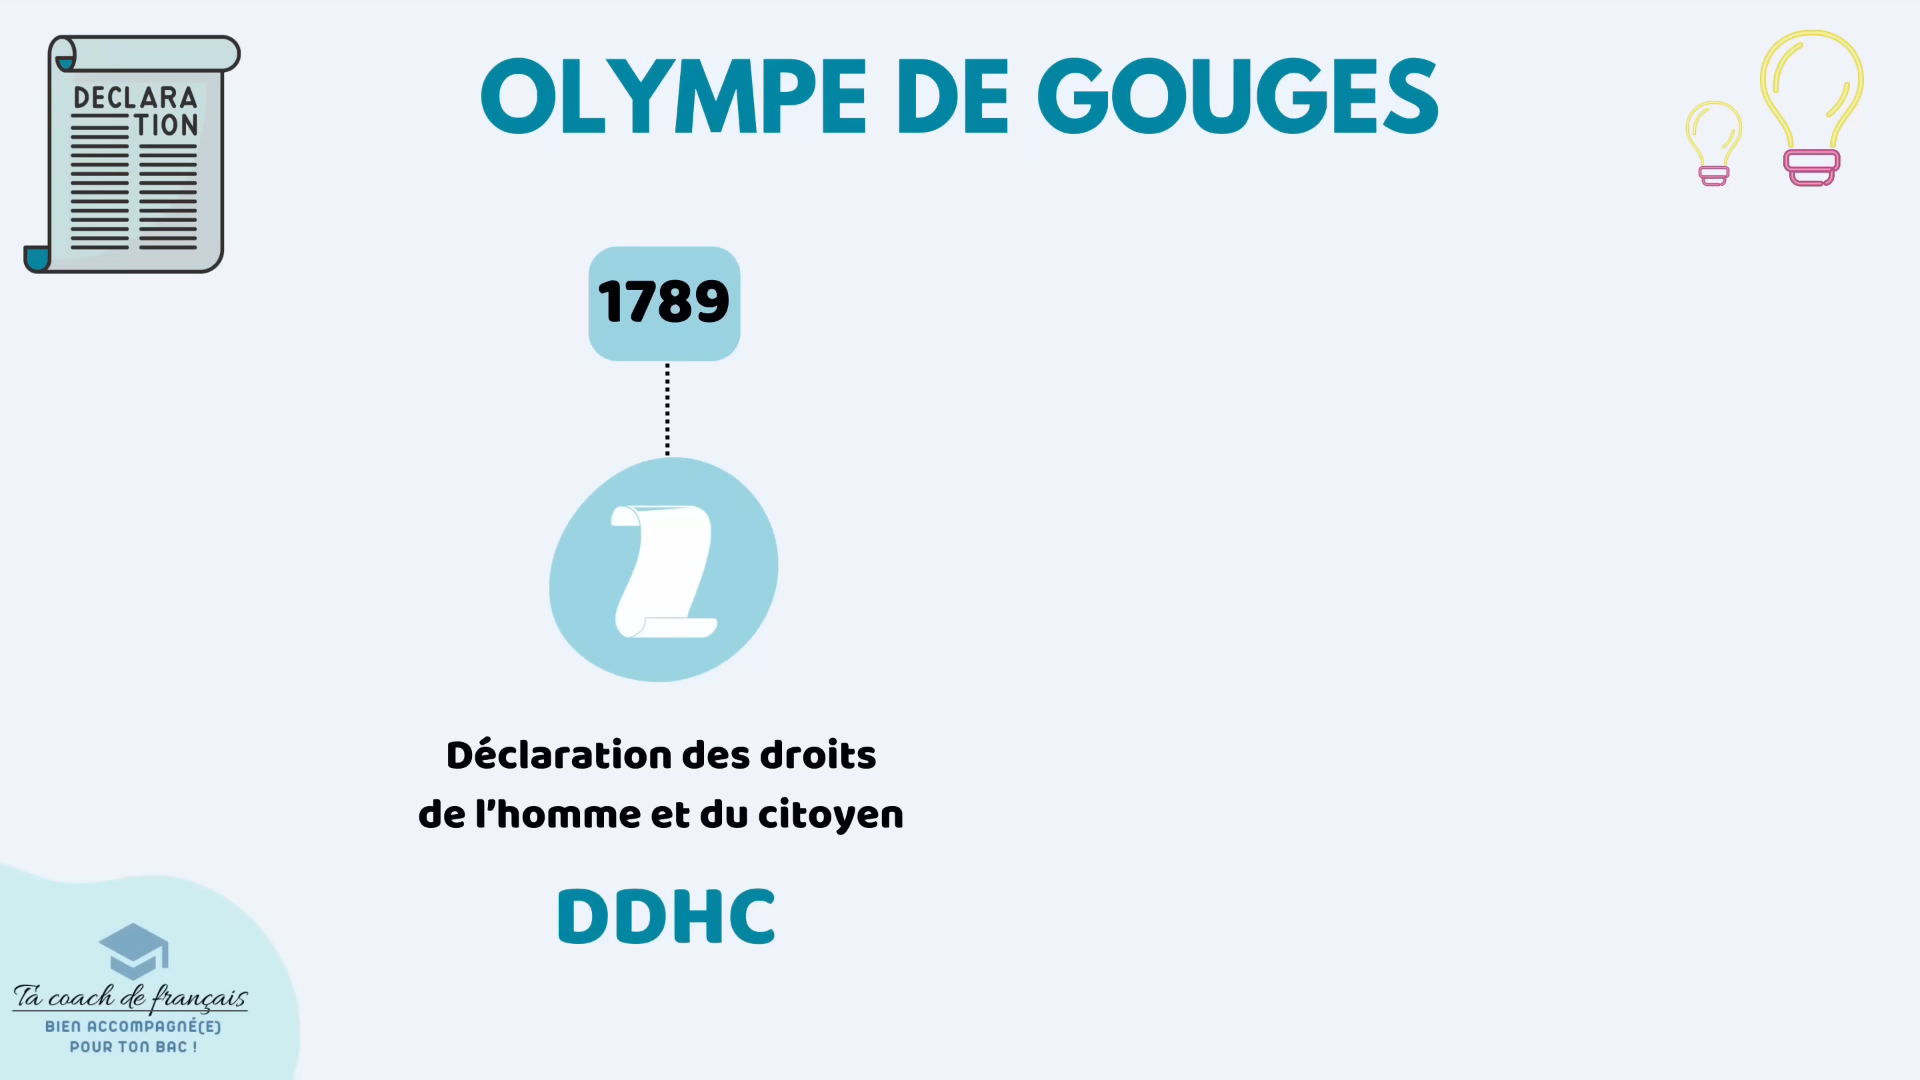 DECLARA
TION
OLYMPE DE GOUGES
1789
Déclaration des droits
de l’homme et du citoyen
DDHC
Ta coach de français
BIEN ACCOMPAGNÉ(E)
POUR TON BAC !